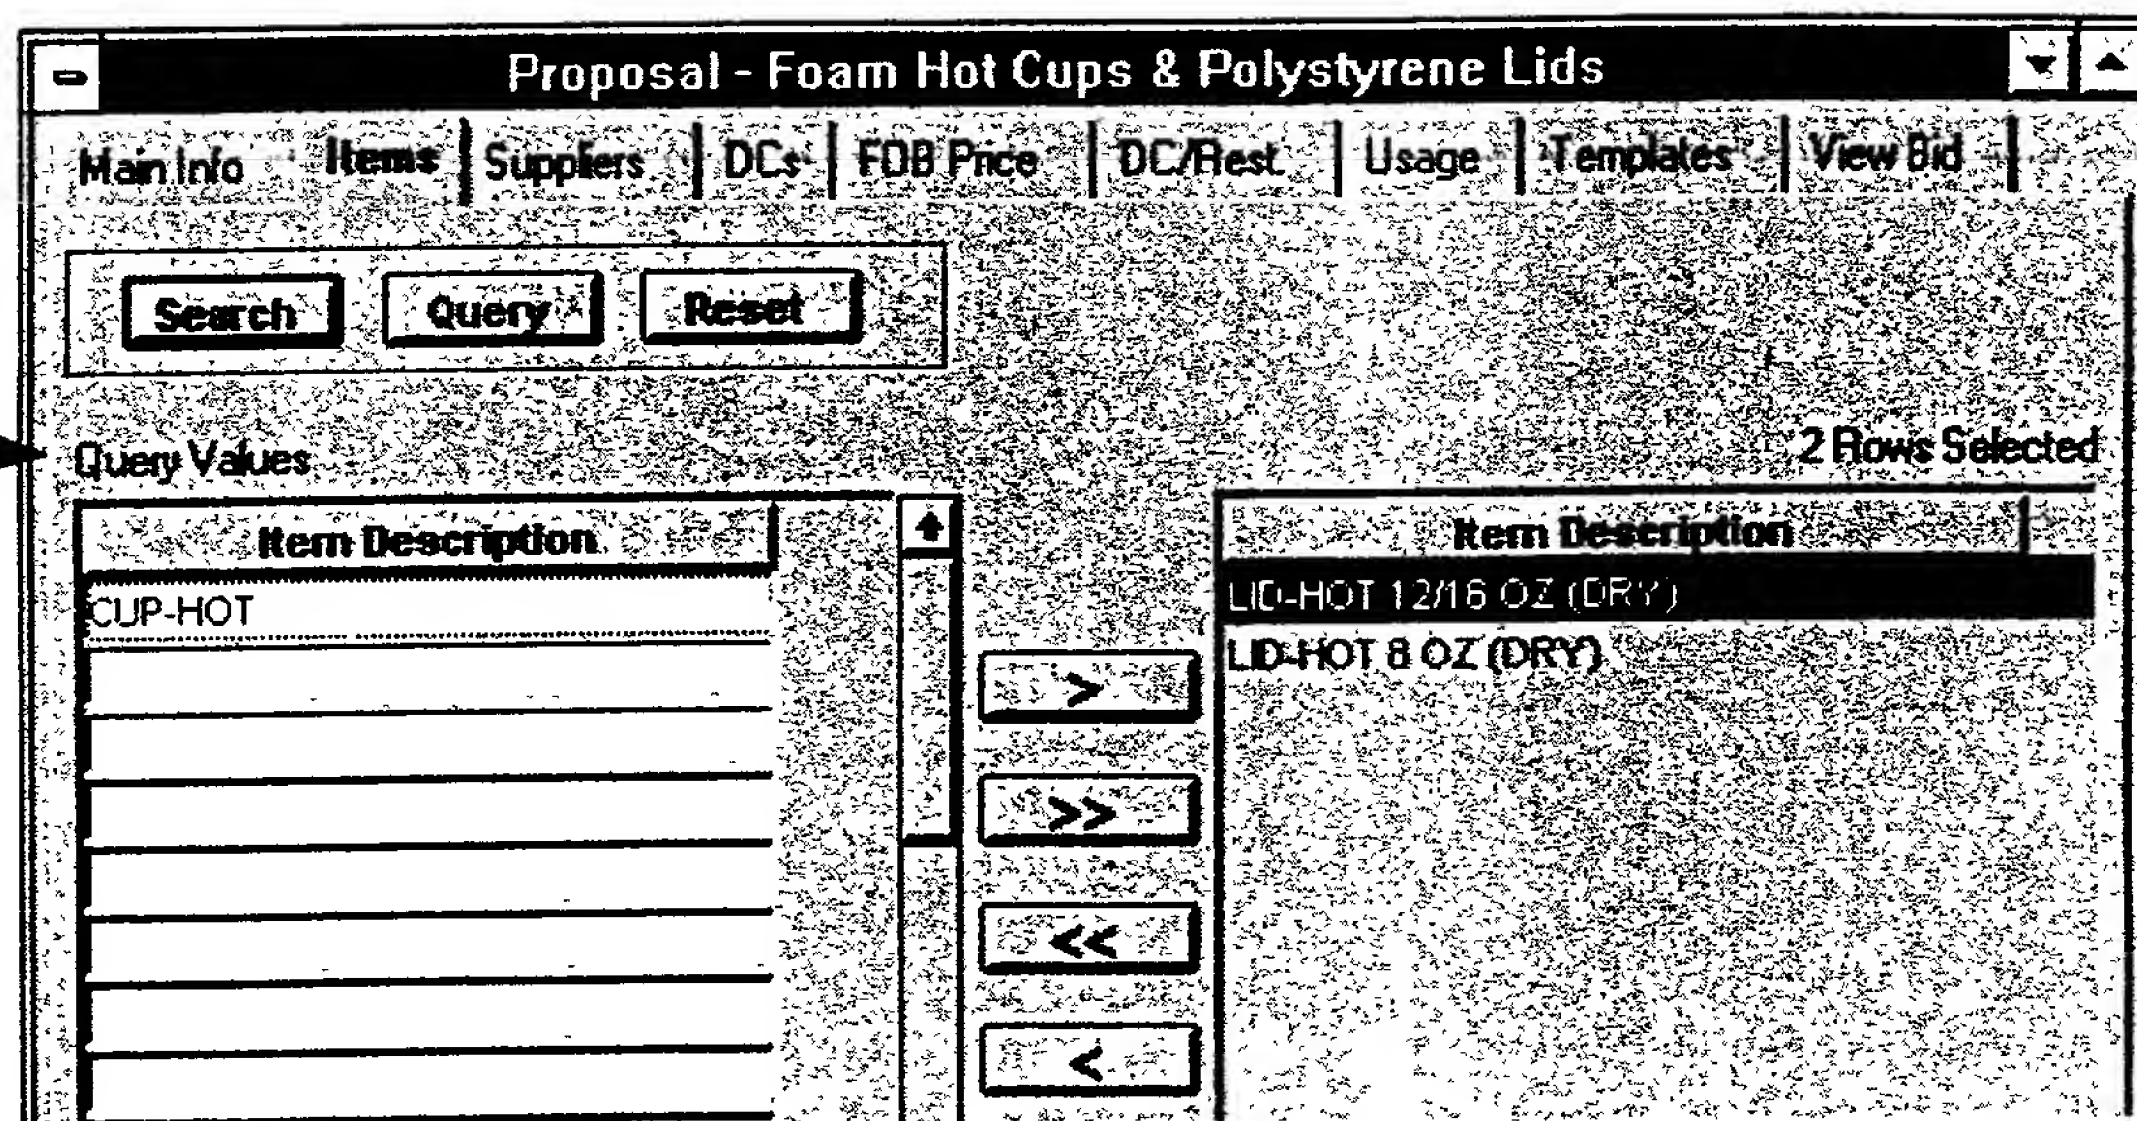 Proposal - Foam Hot Cups & Polystyrene Lids
Main Info Items Suppliers DCs FOB Price DC/Rest. Usage Templates View Bid
Search Query Reset
Query Values 2 Rows Selected
Item Description Item Description
CUP-HOT LID-HOT 12/16 OZ (DRY)
LID-HOT 8 OZ (DRY)
>
>>
<<
<